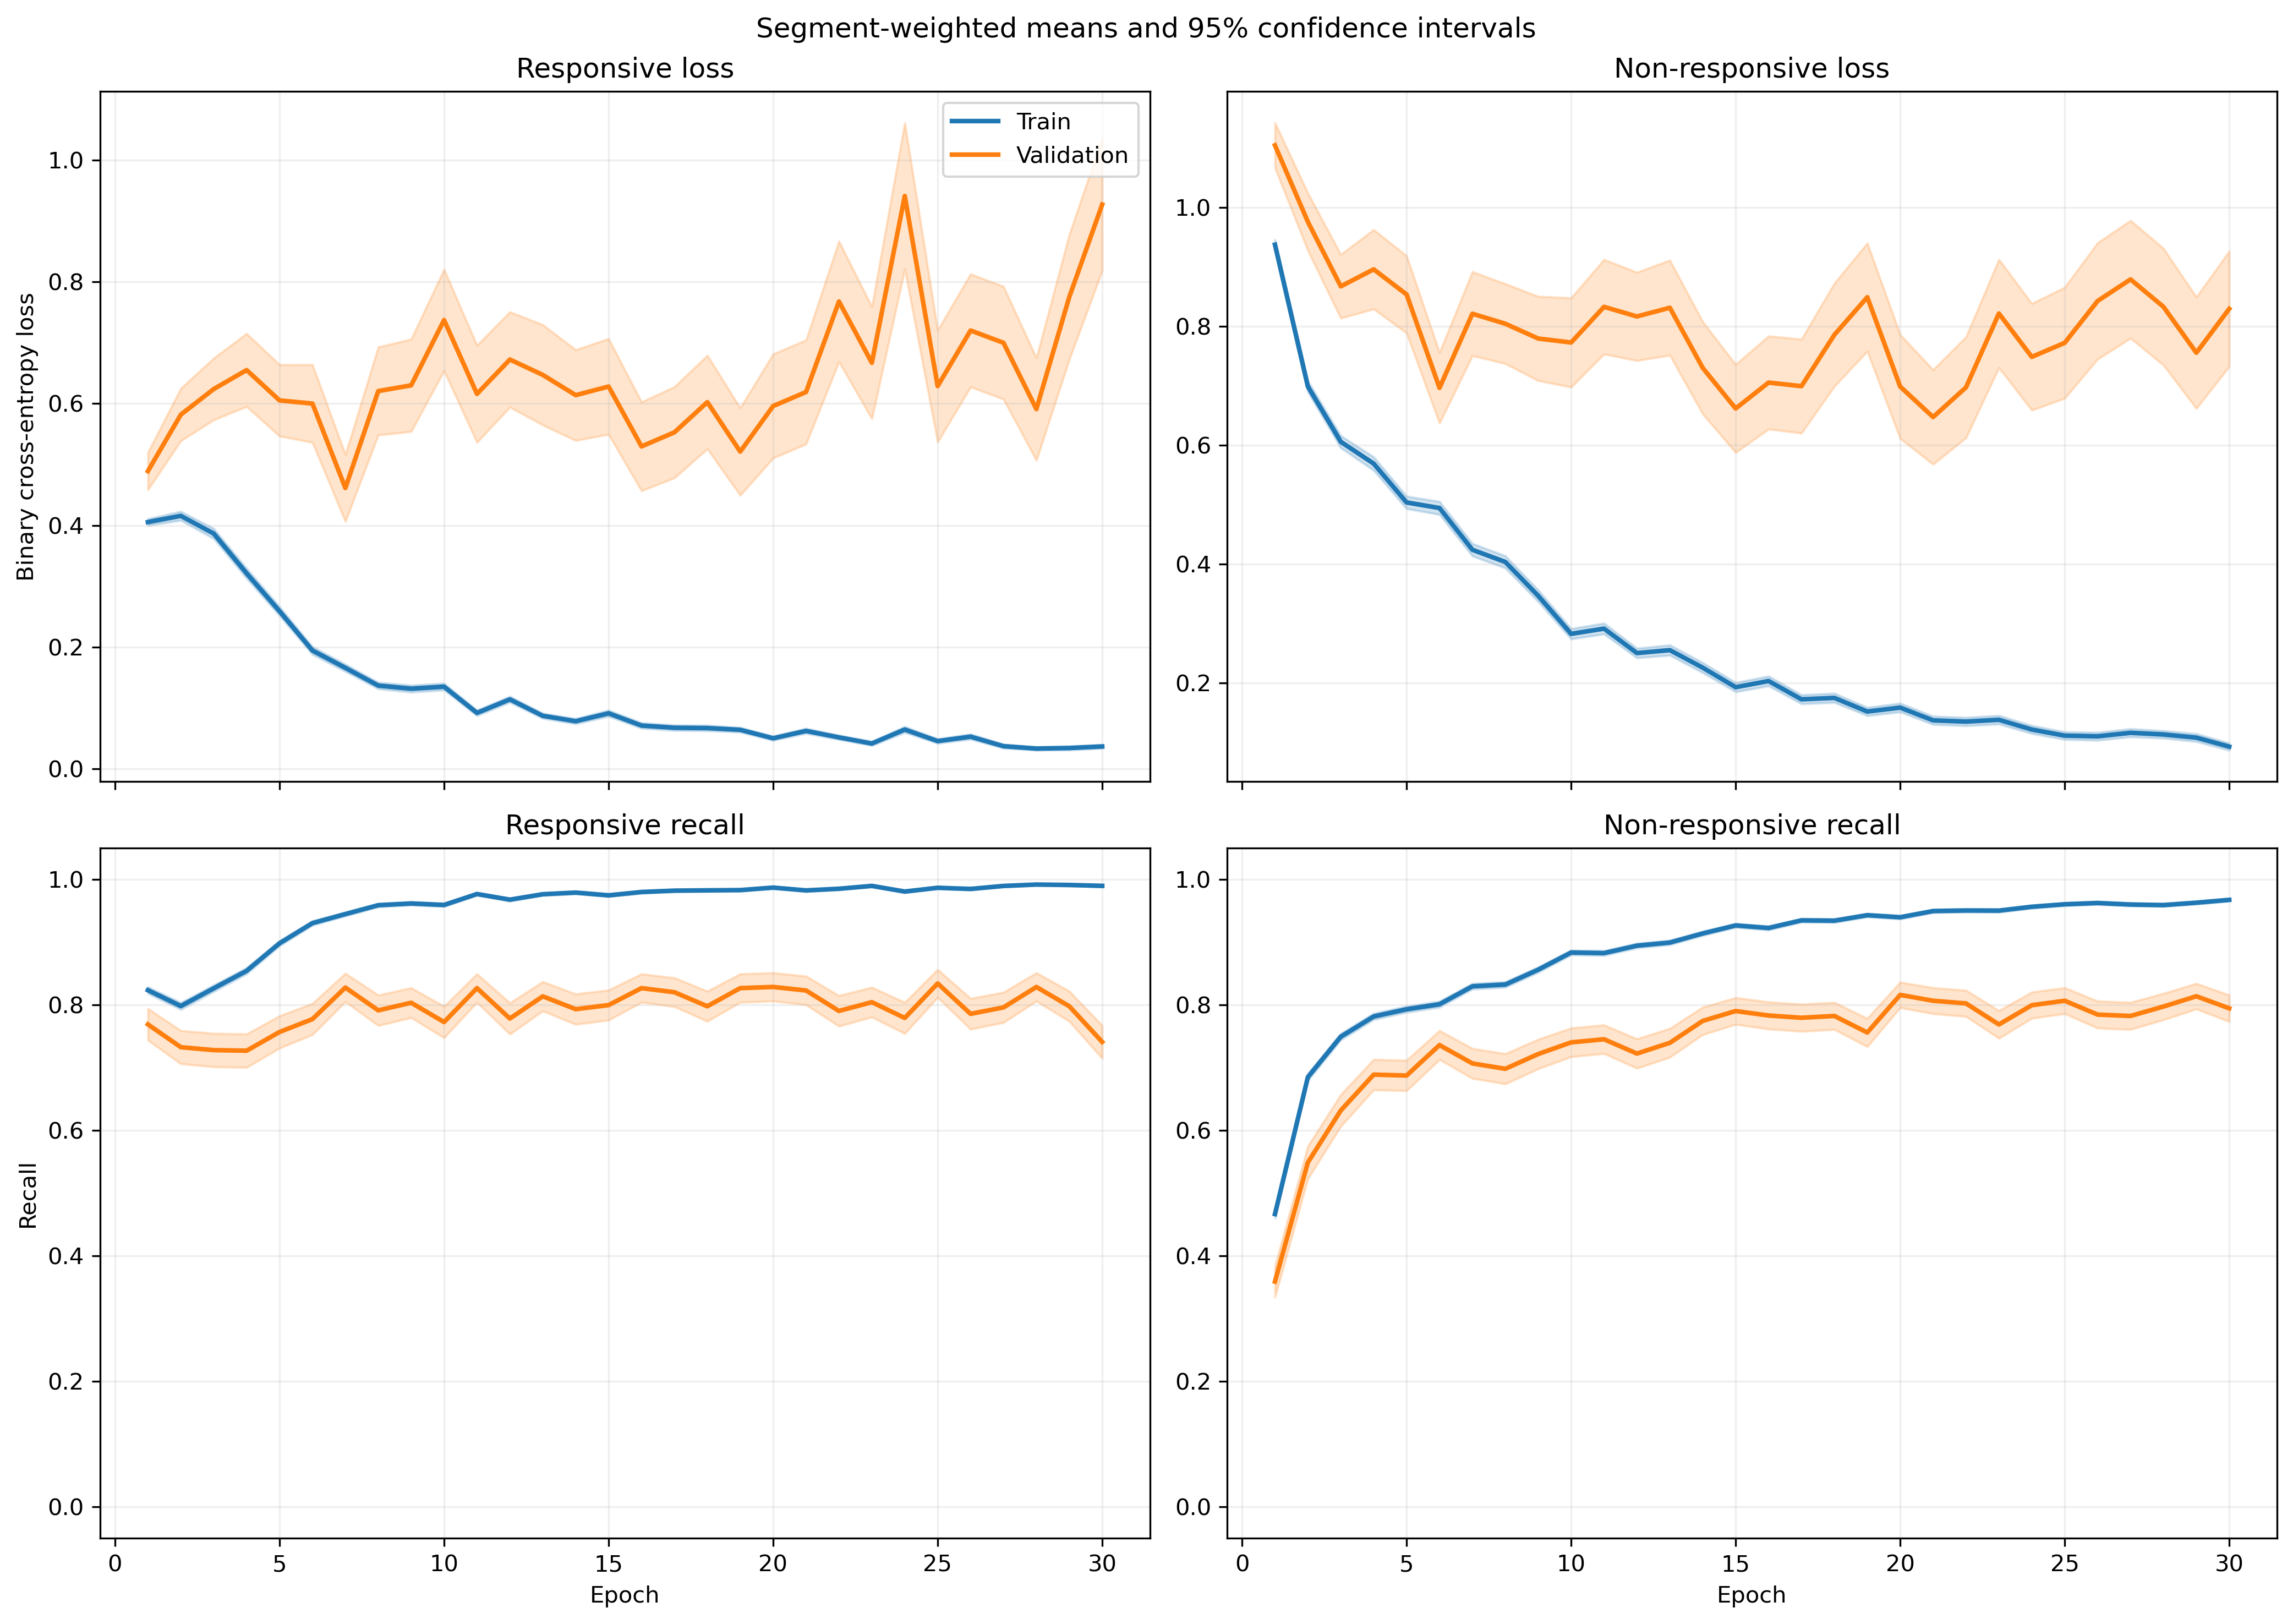 Segment-weighted means and 95% confidence intervals
Responsive loss
Non-responsive loss
Train
Validation
Binary cross-entropy loss
1.0
0.8
0.6
0.4
0.2
0.0
1.0
0.8
0.6
0.4
0.2
Responsive recall
Non-responsive recall
Recall
1.0
0.8
0.6
0.4
0.2
0.0
1.0
0.8
0.6
0.4
0.2
0.0
0 5 10 15 20 25 30
0 5 10 15 20 25 30
Epoch
Epoch